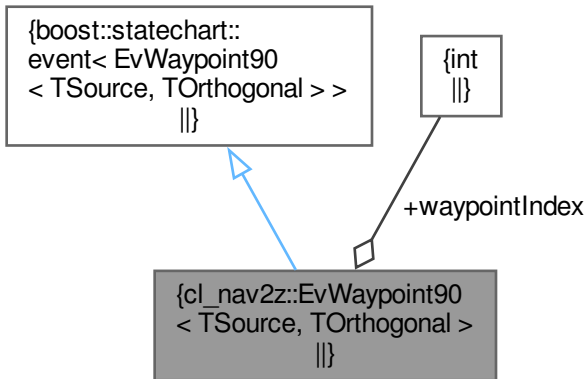 {boost::statechart::
event< EvWaypoint90
< TSource, TOrthogonal > >
||}
{int
||}
+waypointIndex
{cl_nav2z::EvWaypoint90
< TSource, TOrthogonal >
||}